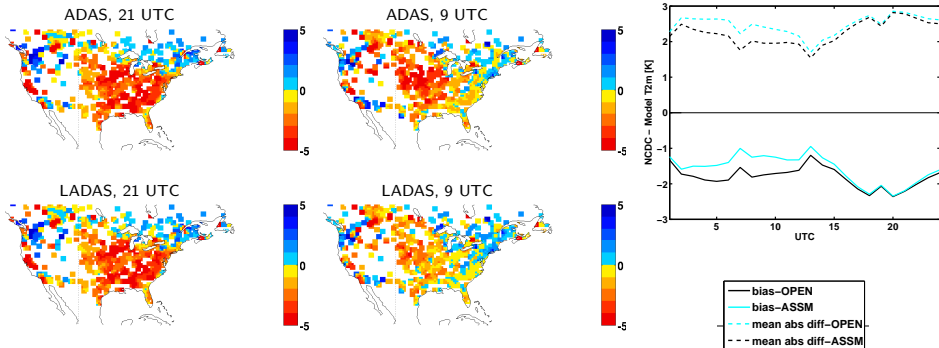 ADAS, 21 UTC
5
0
-5
ADAS, 9 UTC
5
0
-5
LADAS, 21 UTC
5
0
-5
LADAS, 9 UTC
5
0
-5
NCDC − Model T2m [K]
3
2
1
0
−1
−2
−3
5
10
15
20
UTC
bias−OPEN
bias−ASSM
mean abs diff−OPEN
mean abs diff−ASSM